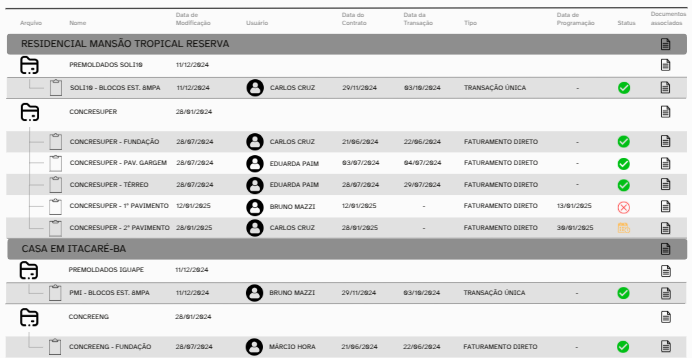 Arquivo Nome Data de Modificação Usuário Data do Contrato Data da Transação Tipo Data de Programação Status Documentos associados
RESIDENCIAL MANSÃO TROPICAL RESERVA
PREMOLDADOS SOLI10 11/12/2024
SOLI10 - BLOCOS EST. 8MPA 11/12/2024 CARLOS CRUZ 29/11/2024 03/10/2024 TRANSAÇÃO ÚNICA -
CONCRESUPER 28/01/2024
CONCRESUPER - FUNDAÇÃO 28/07/2024 CARLOS CRUZ 21/06/2024 22/06/2024 FATURAMENTO DIRETO -
CONCRESUPER - PAV. GARGEM 28/07/2024 EDUARDA PAIM 03/07/2024 04/07/2024 FATURAMENTO DIRETO -
CONCRESUPER - TÉRREO 28/08/2024 EDUARDA PAIM 28/07/2024 29/07/2024 FATURAMENTO DIRETO -
CONCRESUPER - 1° PAVIMENTO 12/01/2025 BRUNO MAZZI 12/01/2025 - FATURAMENTO DIRETO 13/01/2025
CONCRESUPER - 2° PAVIMENTO 28/01/2025 CARLOS CRUZ 28/01/2025 - FATURAMENTO DIRETO 30/01/2025
CASA EM ITACARÉ-BA
PREMOLDADOS IGUAPE 11/12/2024
PMI - BLOCOS EST. 8MPA 11/12/2024 BRUNO MAZZI 29/11/2024 03/10/2024 TRANSAÇÃO ÚNICA -
CONCREENG 28/01/2024
CONCREENG - FUNDAÇÃO 28/07/2024 MÁRCIO HORA 21/06/2024 22/06/2024 FATURAMENTO DIRETO -